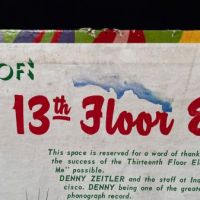 OF
13th Floor E
This space is reserved for a word of thank
the success of the Thirteenth Floor El
Me" possible.
DENNY ZEITLER and the staff at In
cisco. DENNY being one of the great
phonograph record.